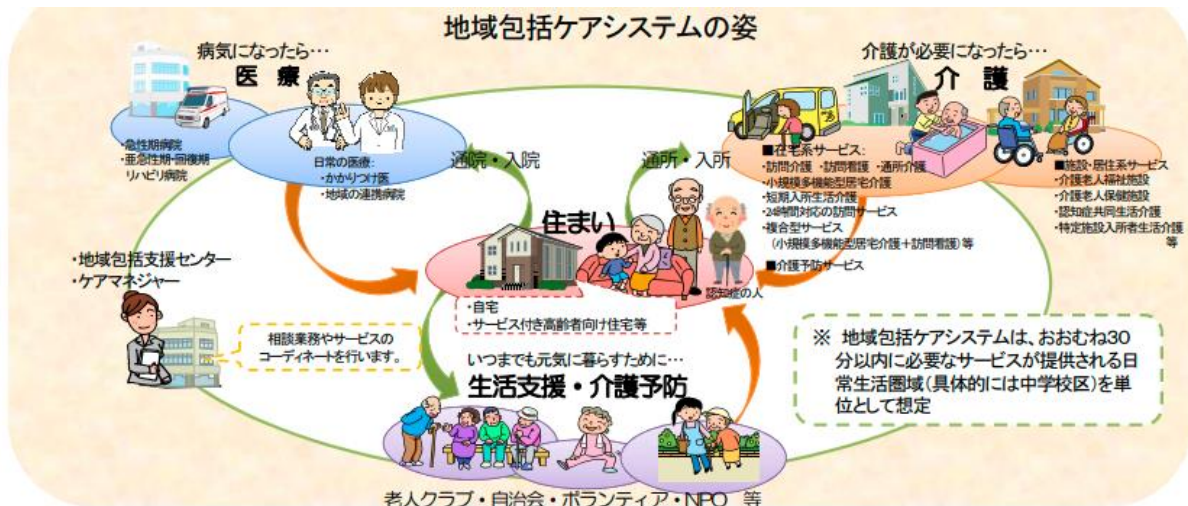 地域包括ケアシステムの姿
病気になったら…
医 療
・急性期病院
・亜急性期・回復期
リハビリ病院
日常の医療:
・かかりつけ医
・地域の連携病院
通院・入院
通所・入所
介護が必要になったら…
介 護
■在宅系サービス:
・訪問介護 ・訪問看護 ・通所介護
・小規模多機能型居宅介護
・短期入所生活介護
・24時間対応の訪問サービス
・複合型サービス
(小規模多機能型居宅介護+訪問看護)等
■介護予防サービス
■施設・居住系サービス
・介護老人福祉施設
・介護老人保健施設
・認知症共同生活介護
・特定施設入所者生活介護
等
住まい
認知症の人
・自宅
・サービス付き高齢者向け住宅等
・地域包括支援センター
・ケアマネジャー
相談業務やサービスの
コーディネートを行います。
いつまでも元気に暮らすために…
生活支援・介護予防
老人クラブ・自治会・ボランティア・NPO 等
※ 地域包括ケアシステムは、おおむね30
分以内に必要なサービスが提供される日
常生活圏域(具体的には中学校区)を単
位として想定